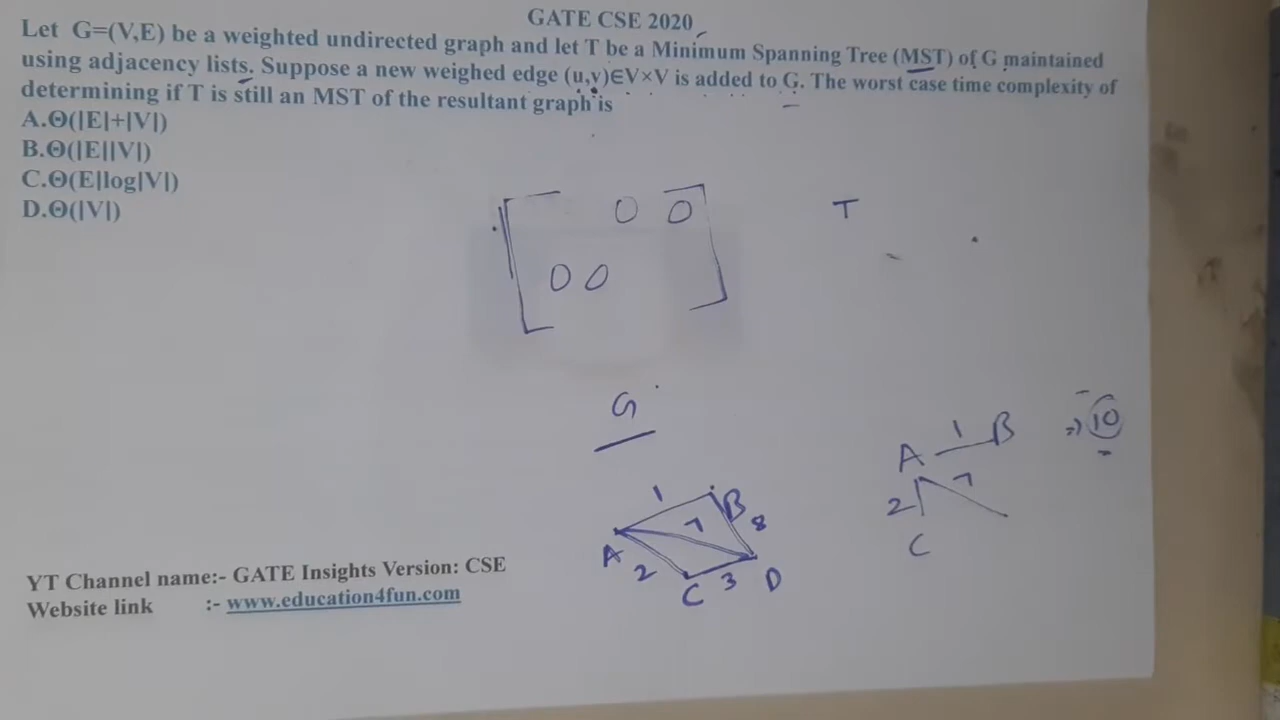 GATE CSE 2020
Let G=(V,E) be a weighted undirected graph and let T be a Minimum Spanning Tree (MST) of G maintained
using adjacency lists. Suppose a new weighed edge (u,v)∈V×V is added to G. The worst case time complexity of
determining if T is still an MST of the resultant graph is
A.Θ(|E|+|V|)
B.Θ(|E||V|)
C.Θ(E|log|V|)
D.Θ(|V|)
0 0
T
0 0
G
A 1 B ⇒ 10
2 7
C
1
B
7 8
A
2
C 3 D
YT Channel name:- GATE Insights Version: CSE
Website link :- www.education4fun.com